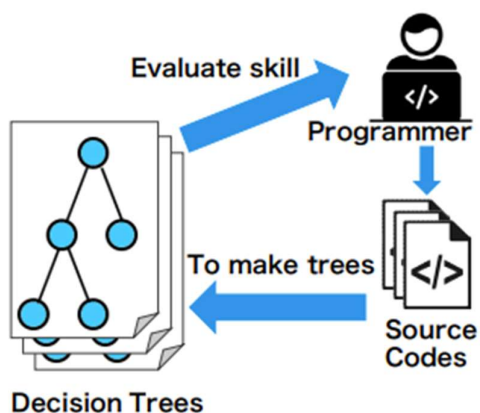 Evaluate skill
</>
Programmer
To make trees
</>
Source
Codes
Decision Trees